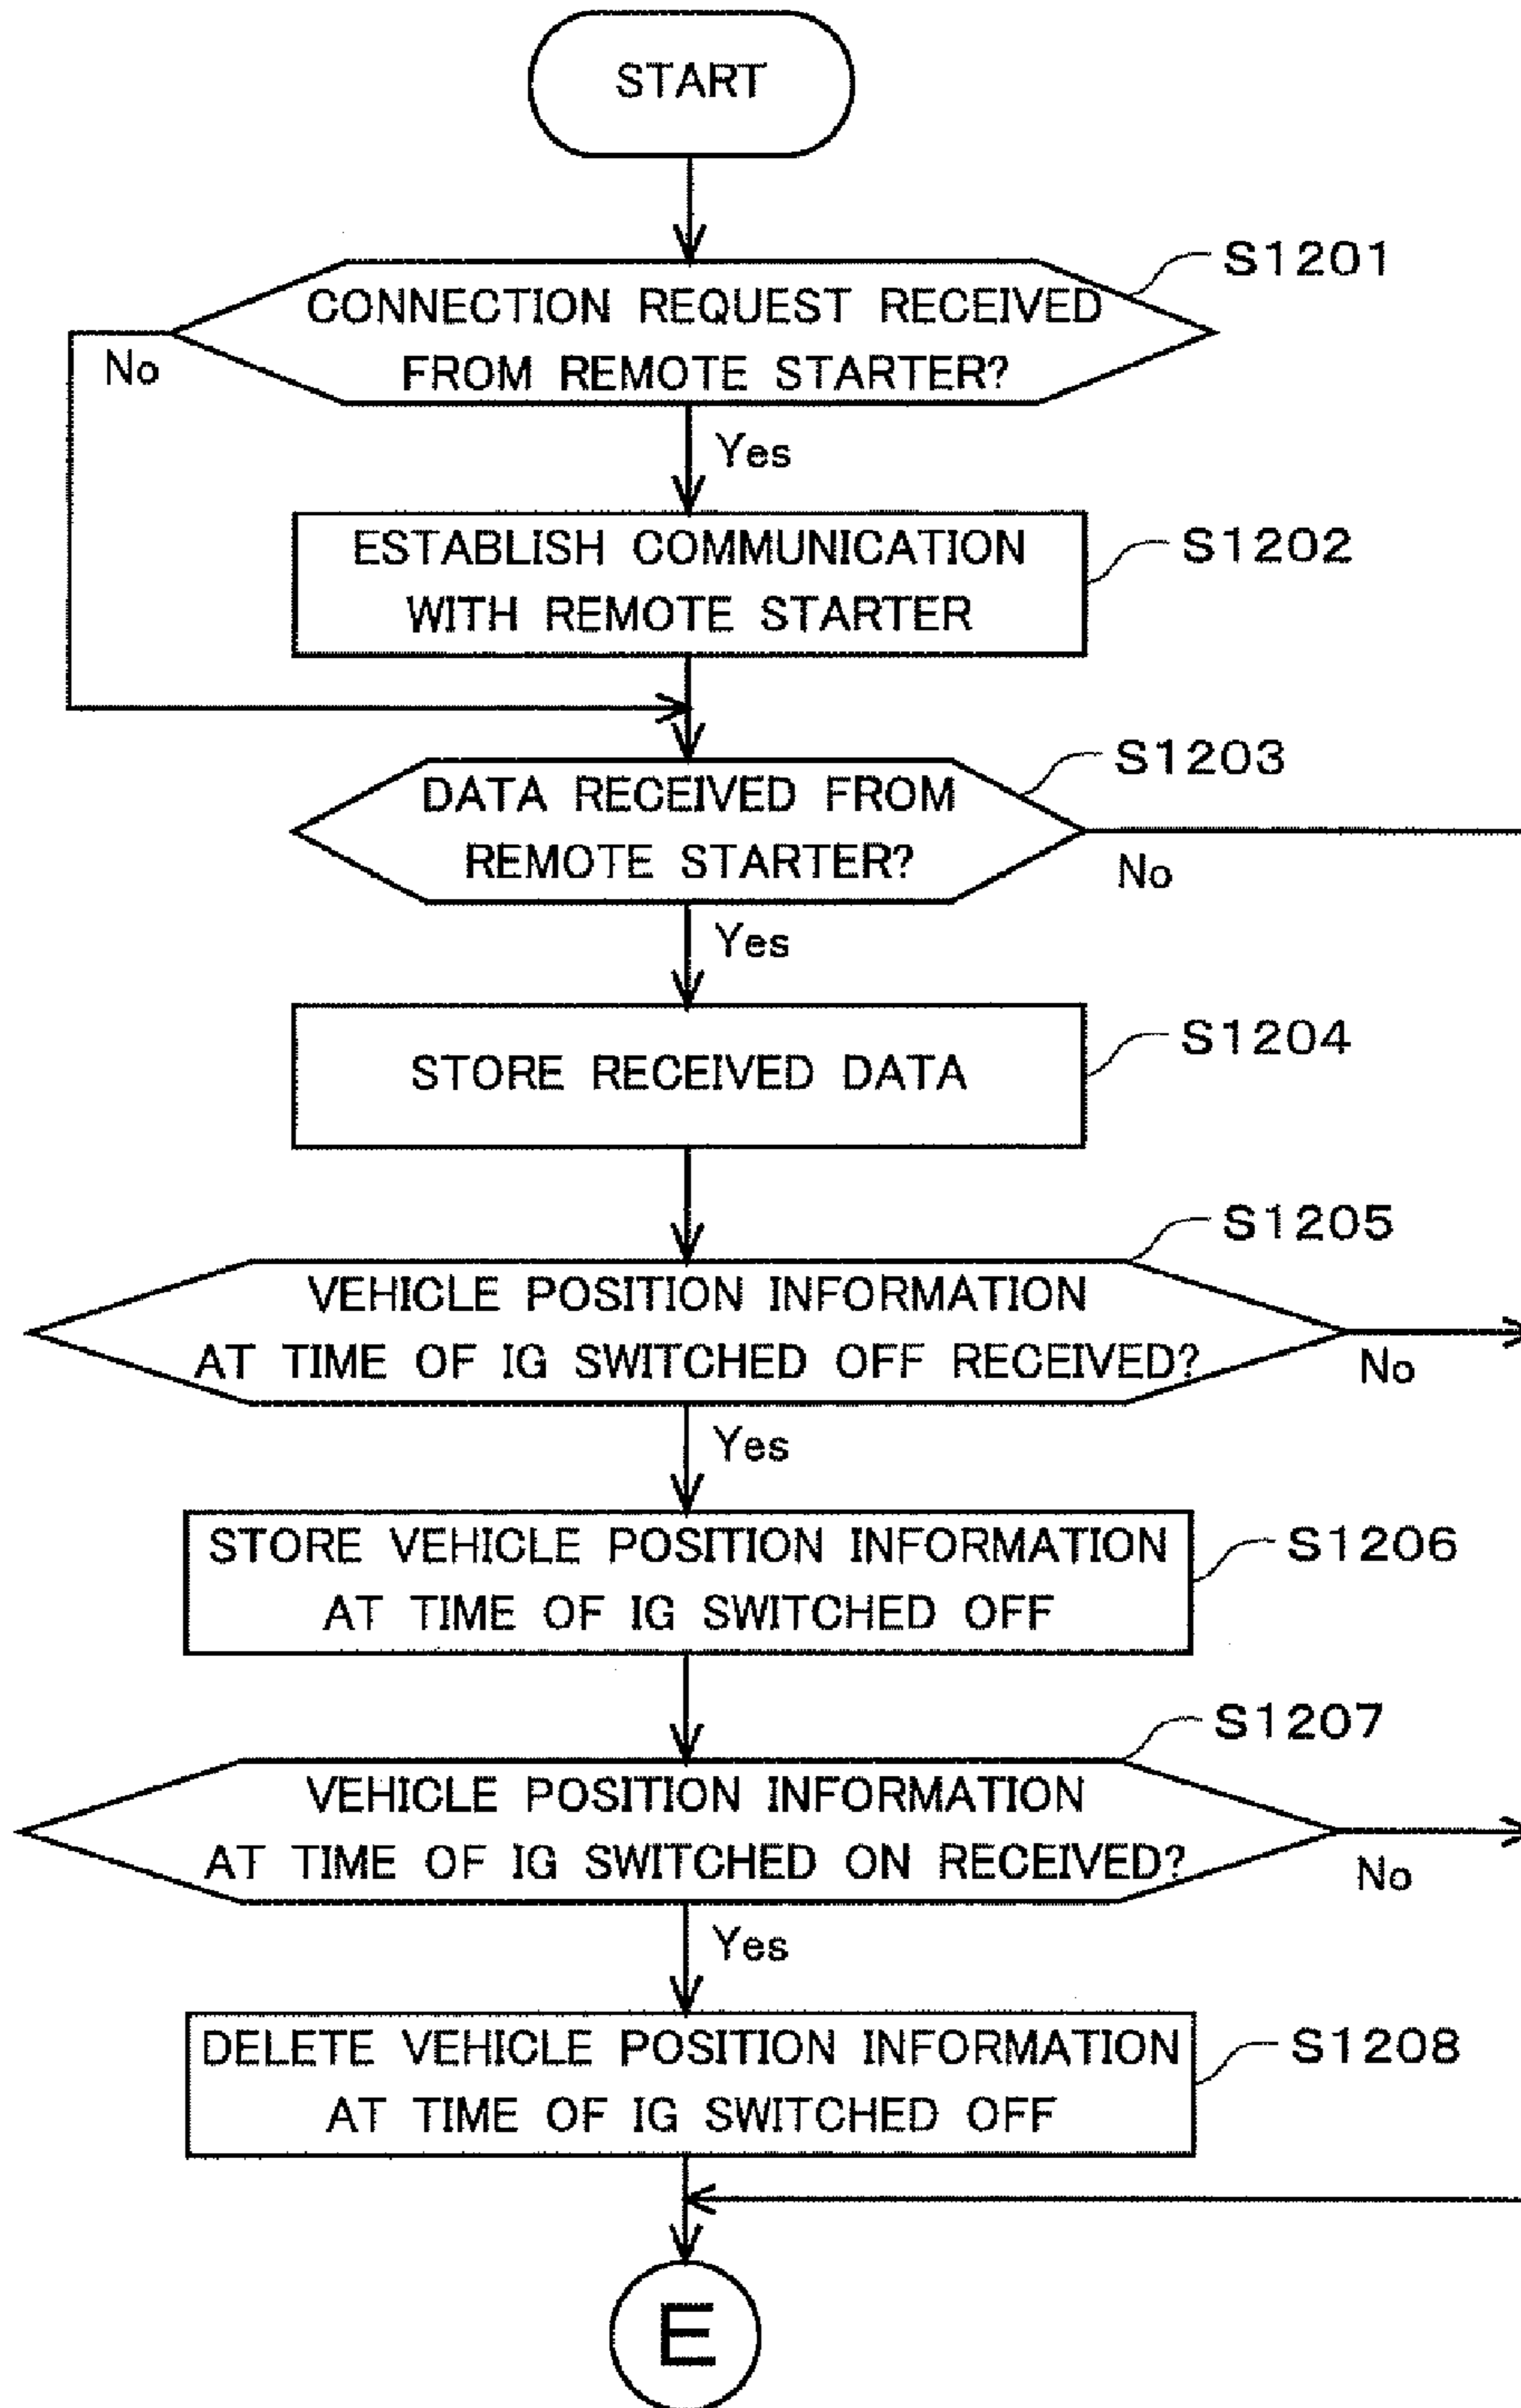 START
S1201
CONNECTION REQUEST RECEIVED
FROM REMOTE STARTER?
No
Yes
S1202
ESTABLISH COMMUNICATION
WITH REMOTE STARTER
S1203
DATA RECEIVED FROM
REMOTE STARTER?
No
Yes
S1204
STORE RECEIVED DATA
S1205
VEHICLE POSITION INFORMATION
AT TIME OF IG SWITCHED OFF RECEIVED?
No
Yes
S1206
STORE VEHICLE POSITION INFORMATION
AT TIME OF IG SWITCHED OFF
S1207
VEHICLE POSITION INFORMATION
AT TIME OF IG SWITCHED ON RECEIVED?
No
Yes
S1208
DELETE VEHICLE POSITION INFORMATION
AT TIME OF IG SWITCHED OFF
E